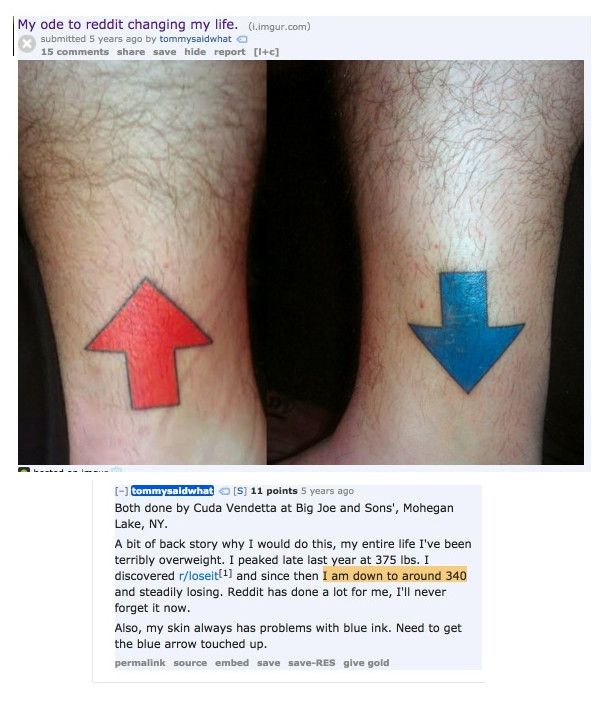 My ode to reddit changing my life. (i.imgur.com)
submitted 5 years ago by tommysaidwhat
15 comments share save hide report [l+c]
[-] tommysaidwhat [S] 11 points 5 years ago
Both done by Cuda Vendetta at Big Joe and Sons', Mohegan
Lake, NY.
A bit of back story why I would do this, my entire life I've been
terribly overweight. I peaked late last year at 375 lbs. I
discovered r/loseit[1] and since then I am down to around 340
and steadily losing. Reddit has done a lot for me, I'll never
forget it now.
Also, my skin always has problems with blue ink. Need to get
the blue arrow touched up.
permalink source embed save save-RES give gold